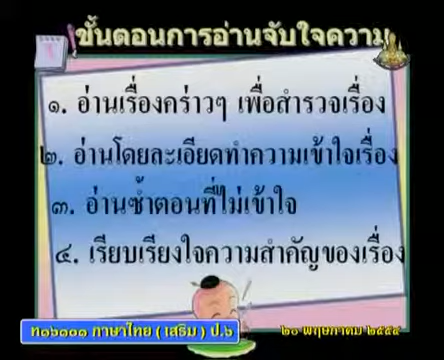 ขั้นตอนการอ่านจับใจความ
๑. อ่านเรื่องคร่าวๆ เพื่อสำรวจเรื่อง
๒. อ่านโดยละเอียดทำความเข้าใจเรื่อง
๓. อ่านซ้ำตอนที่ไม่เข้าใจ
๔. เรียบเรียงใจความสำคัญของเรื่อง
ท๑๖๑๐๑ ภาษาไทย ( เสริม ) ป.๖
๒๐ พฤษภาคม ๒๕๕๔